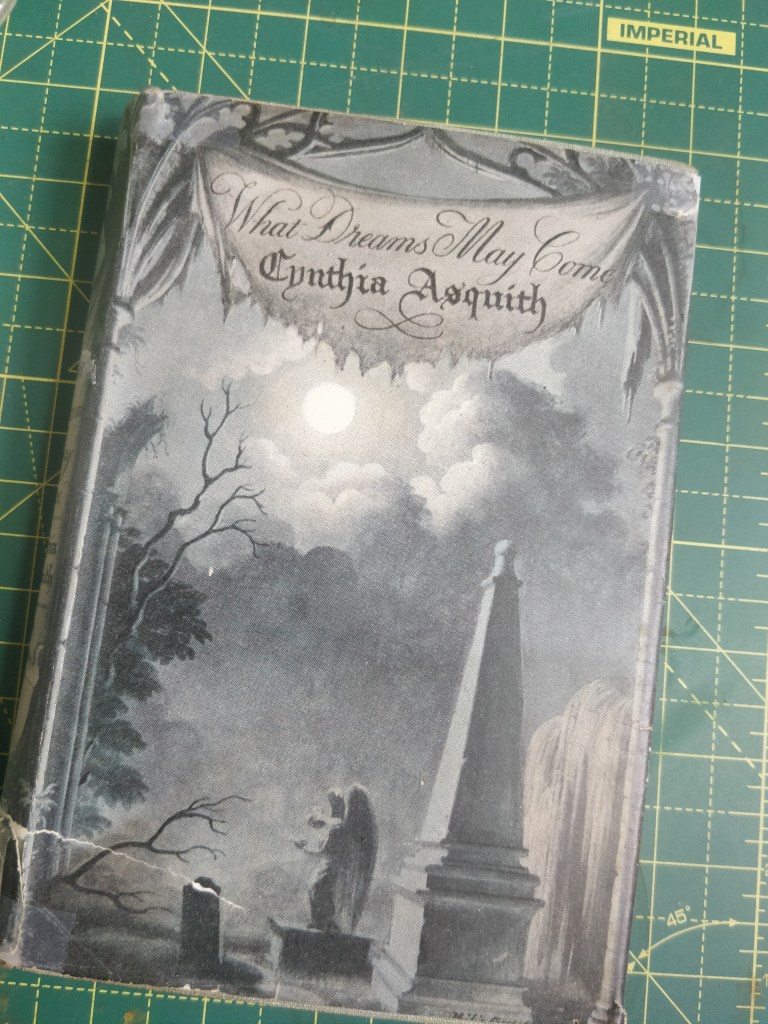 IMPERIAL
What Dreams May Come
Cynthia Asquith
45°